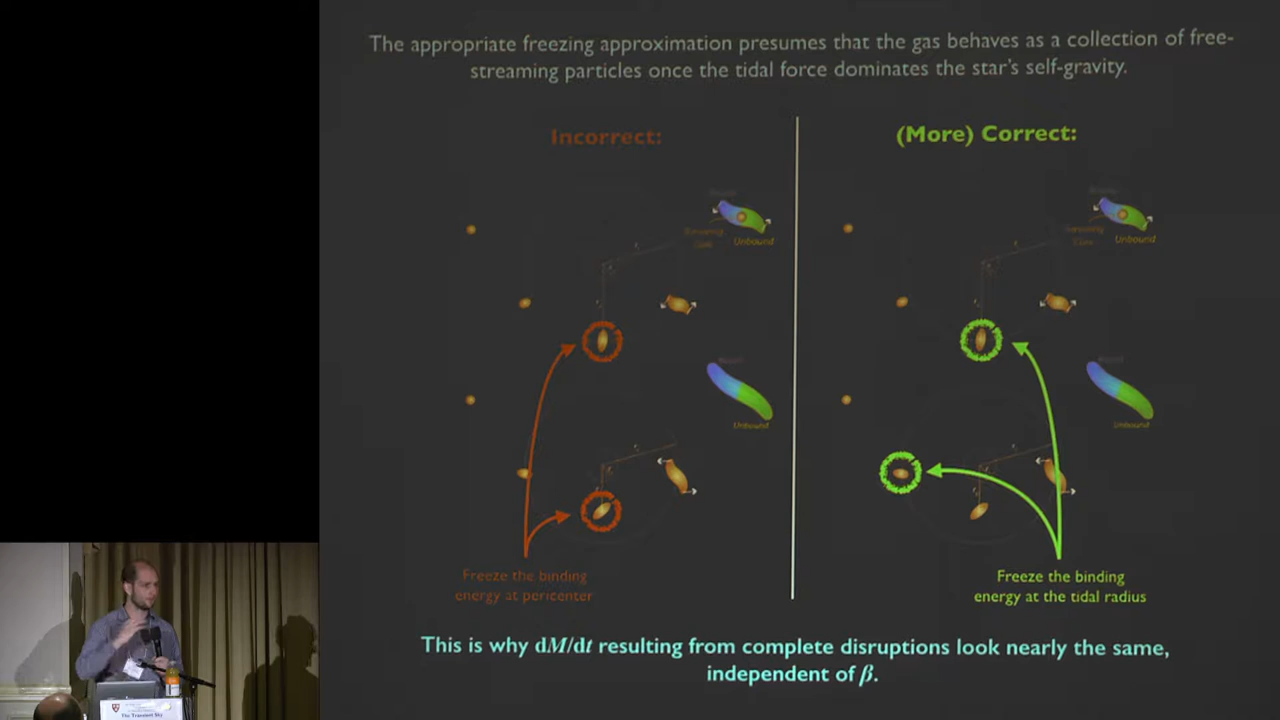 The appropriate freezing approximation presumes that the gas behaves as a collection of free-
streaming particles once the tidal force dominates the star's self-gravity.
Incorrect:
(More) Correct:
Unbound
Unbound
Unbound
Unbound
Freeze the binding
energy at pericenter
Freeze the binding
energy at the tidal radius
This is why dM/dt resulting from complete disruptions look nearly the same,
independent of β.
The Transient Sky